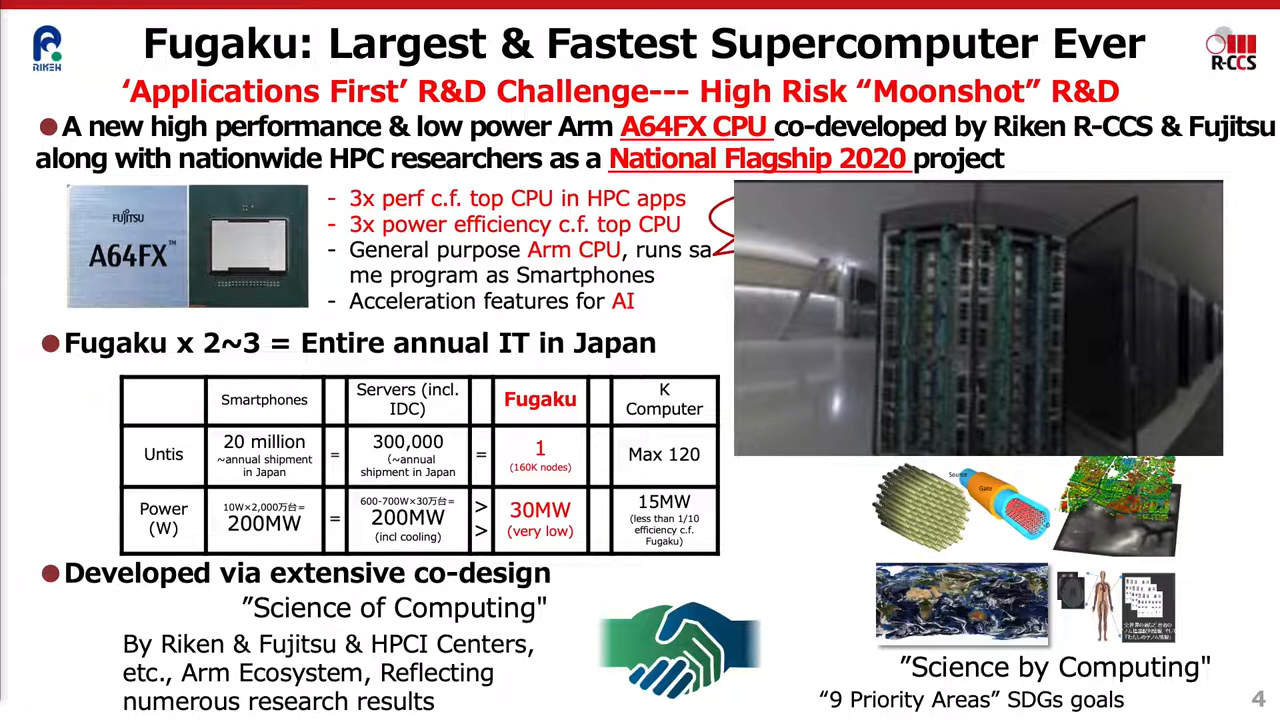 RIKEN
Fugaku: Largest & Fastest Supercomputer Ever
R-CCS
‘Applications First’ R&D Challenge--- High Risk “Moonshot” R&D
A new high performance & low power Arm A64FX CPU co-developed by Riken R-CCS & Fujitsu
along with nationwide HPC researchers as a National Flagship 2020 project
FUJITSU
A64FX™
- 3x perf c.f. top CPU in HPC apps
- 3x power efficiency c.f. top CPU
- General purpose Arm CPU, runs sa
me program as Smartphones
- Acceleration features for AI
Fugaku x 2~3 = Entire annual IT in Japan
Smartphones
Servers (incl.
IDC)
Fugaku
K
Computer
Untis
20 million
~annual shipment
in Japan
=
300,000
(~annual
shipment in Japan
=
1
(160K nodes)
Max 120
Power
(W)
10W×2,000万台=
200MW
=
600-700W×30万台=
200MW
(incl cooling)
>
>
30MW
(very low)
15MW
(less than 1/10
efficiency c.f.
Fugaku)
Source
Gate
Developed via extensive co-design
”Science of Computing"
By Riken & Fujitsu & HPCI Centers,
etc., Arm Ecosystem, Reflecting
numerous research results
”Science by Computing"
“9 Priority Areas” SDGs goals
4